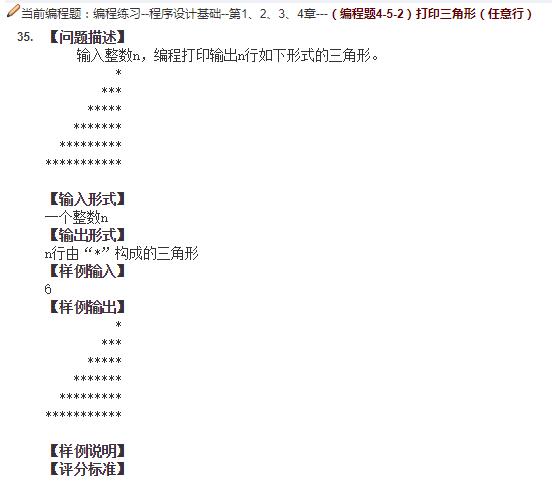 当前编程题：编程练习--程序设计基础--第1、2、3、4章---（编程题4-5-2）打印三角形（任意行）
35. 【问题描述】
输入整数n，编程打印输出n行如下形式的三角形。
          *
        ***
      *****
    *******
  *********
***********
【输入形式】
一个整数n
【输出形式】
n行由“*”构成的三角形
【样例输入】
6
【样例输出】
          *
        ***
      *****
    *******
  *********
***********
【样例说明】
【评分标准】